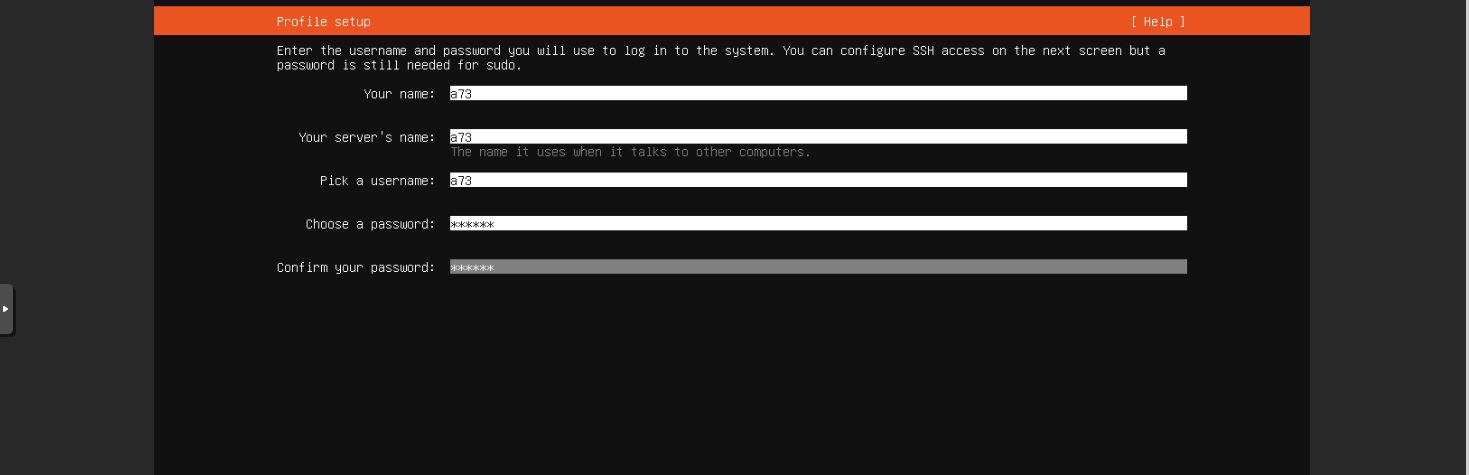 Profile setup [ Help ]
Enter the username and password you will use to log in to the system. You can configure SSH access on the next screen but a
password is still needed for sudo.
Your name: a73
Your server's name: a73
The name it uses when it talks to other computers.
Pick a username: a73
Choose a password: ******
Confirm your password: ******